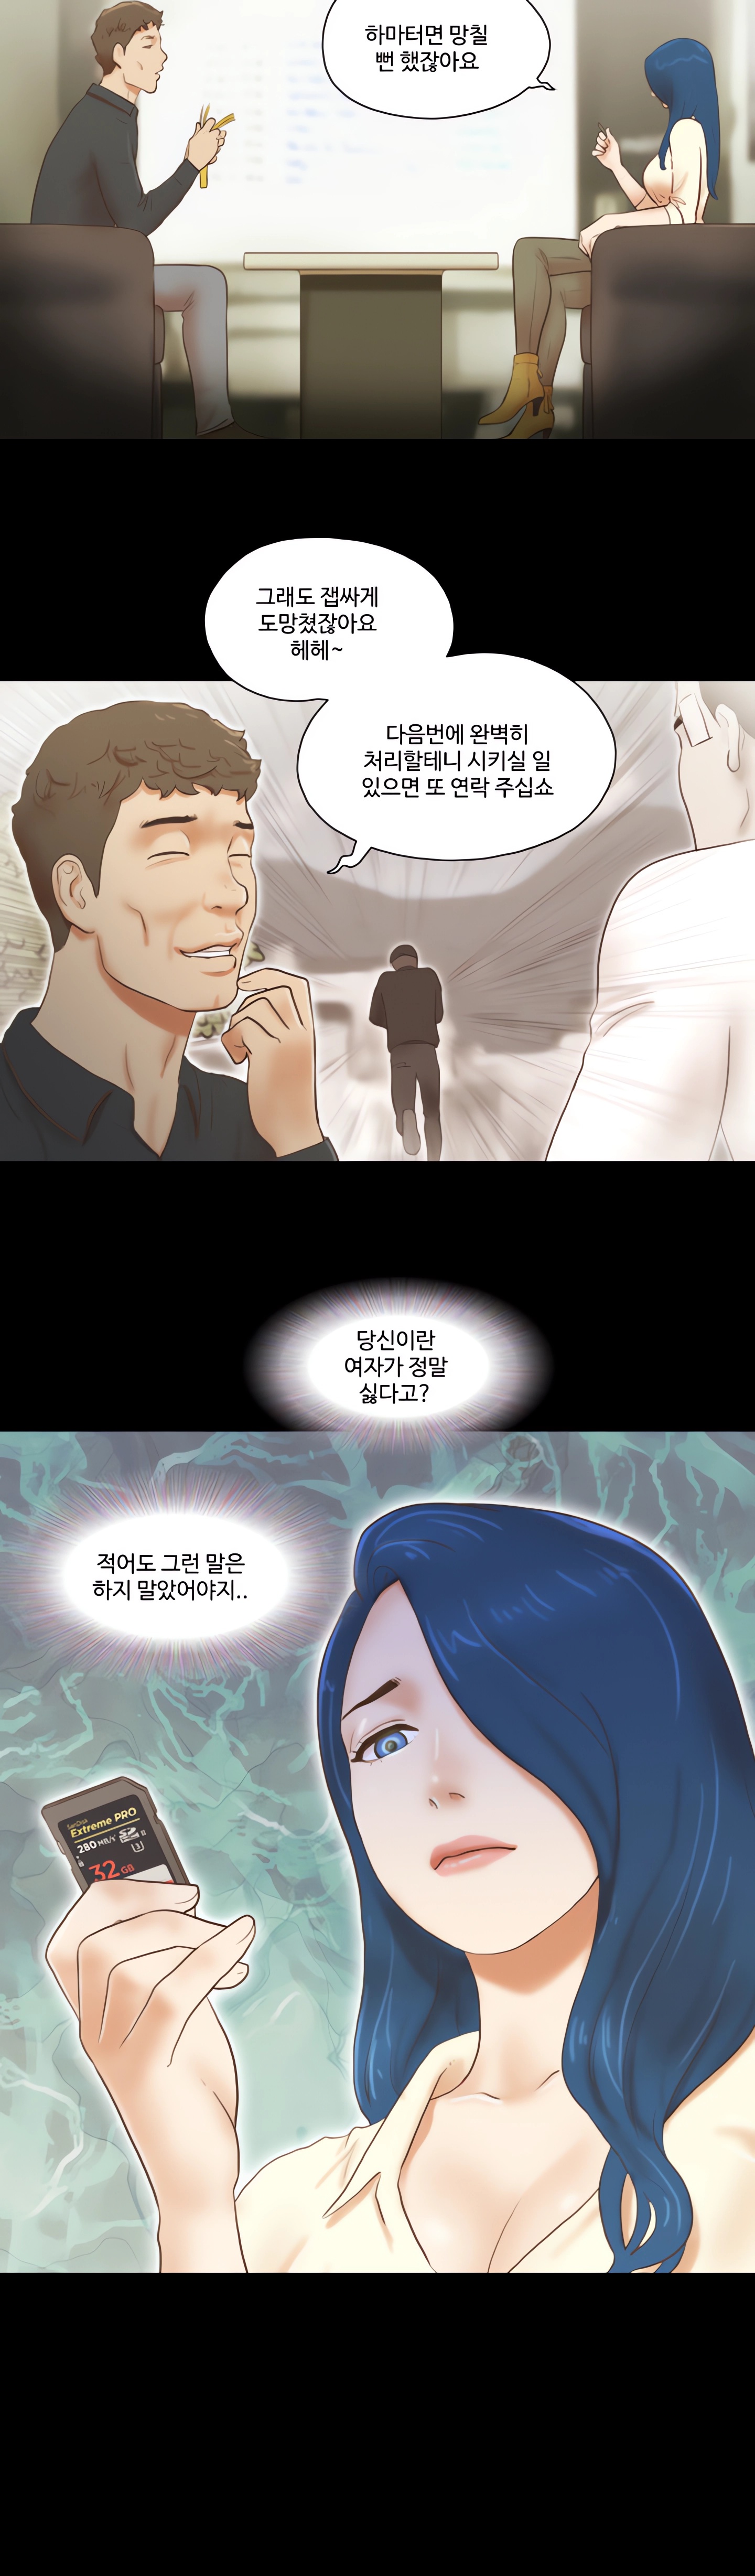 하마터면 망칠
뻔 했잖아요
그래도 잽싸게
도망쳤잖아요
헤헤~
다음번에 완벽히
처리할테니 시키실 일
있으면 또 연락 주십쇼
당신이란
여자가 정말
싫다고?
적어도 그런 말은
하지 말았어야지..
SanDisk
Extreme PRO
280 MB/s
32 GB